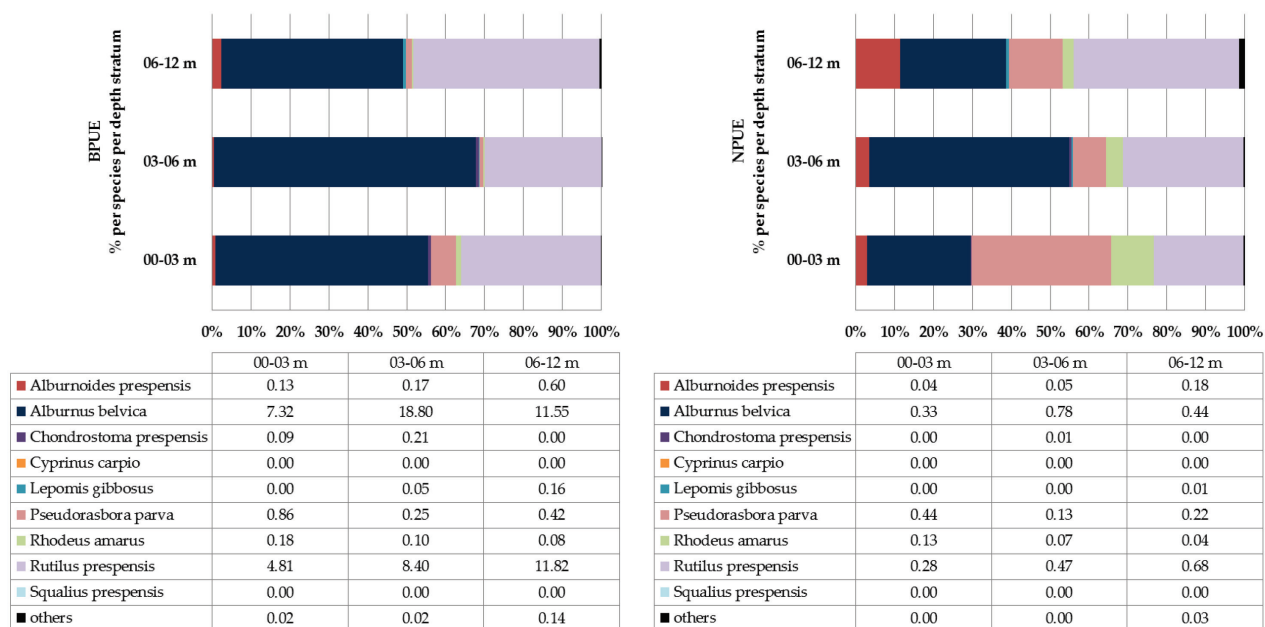 BPUE
% per species per depth stratum
06-12 m
03-06 m
00-03 m
0% 10% 20% 30% 40% 50% 60% 70% 80% 90% 100%
00-03 m 03-06 m 06-12 m
Alburnoides prespensis 0.13 0.17 0.60
Alburnus belvica 7.32 18.80 11.55
Chondrostoma prespensis 0.09 0.21 0.00
Cyprinus carpio 0.00 0.00 0.00
Lepomis gibbosus 0.00 0.05 0.16
Pseudorasbora parva 0.86 0.25 0.42
Rhodeus amarus 0.18 0.10 0.08
Rutilus prespensis 4.81 8.40 11.82
Squalius prespensis 0.00 0.00 0.00
others 0.02 0.02 0.14
NPUE
% per species per depth stratum
06-12 m
03-06 m
00-03 m
0% 10% 20% 30% 40% 50% 60% 70% 80% 90% 100%
00-03 m 03-06 m 06-12 m
Alburnoides prespensis 0.04 0.05 0.18
Alburnus belvica 0.33 0.78 0.44
Chondrostoma prespensis 0.00 0.01 0.00
Cyprinus carpio 0.00 0.00 0.00
Lepomis gibbosus 0.00 0.00 0.01
Pseudorasbora parva 0.44 0.13 0.22
Rhodeus amarus 0.13 0.07 0.04
Rutilus prespensis 0.28 0.47 0.68
Squalius prespensis 0.00 0.00 0.00
others 0.00 0.00 0.03